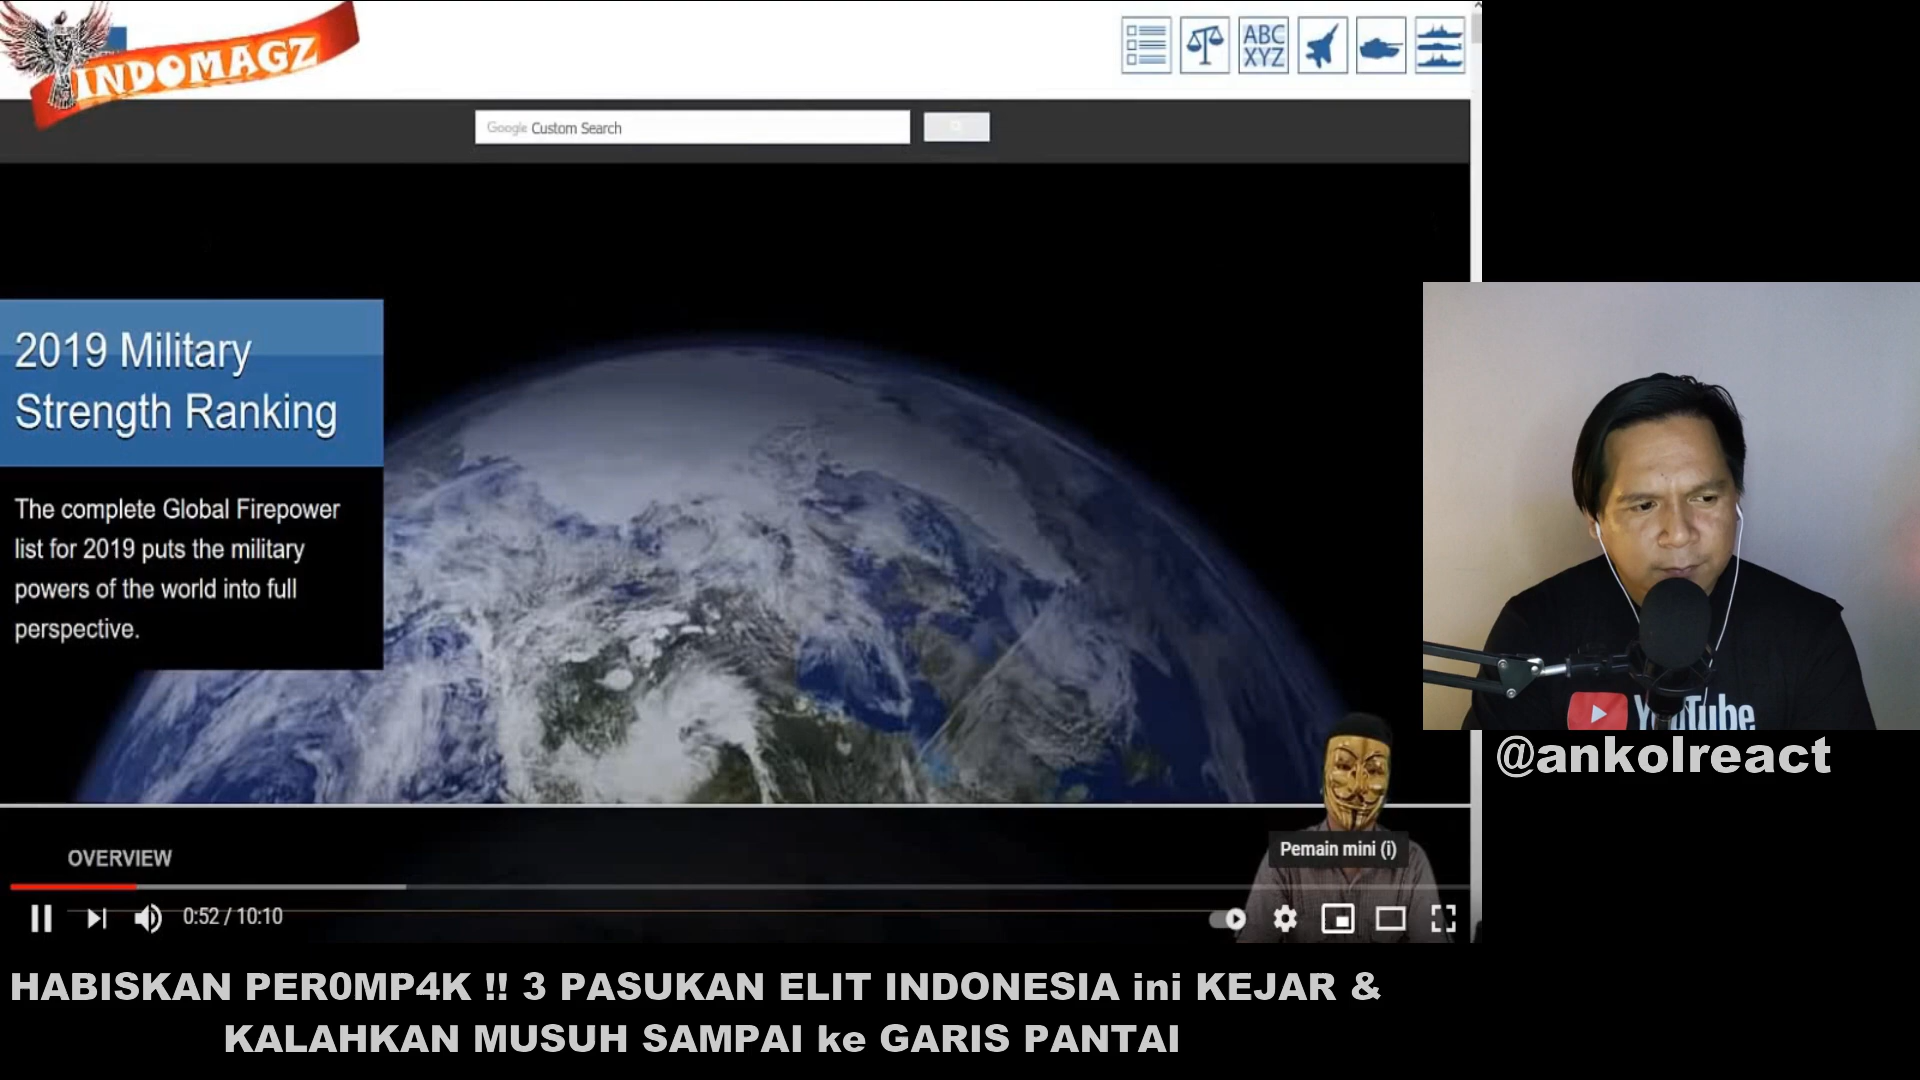 INDOMAGZ
ABC
XYZ
Google Custom Search
2019 Military
Strength Ranking
The complete Global Firepower
list for 2019 puts the military
powers of the world into full
perspective.
YouTube
@ankolreact
OVERVIEW
Pemain mini (i)
0:52 / 10:10
HABISKAN PER0MP4K !! 3 PASUKAN ELIT INDONESIA ini KEJAR &
KALAHKAN MUSUH SAMPAI ke GARIS PANTAI